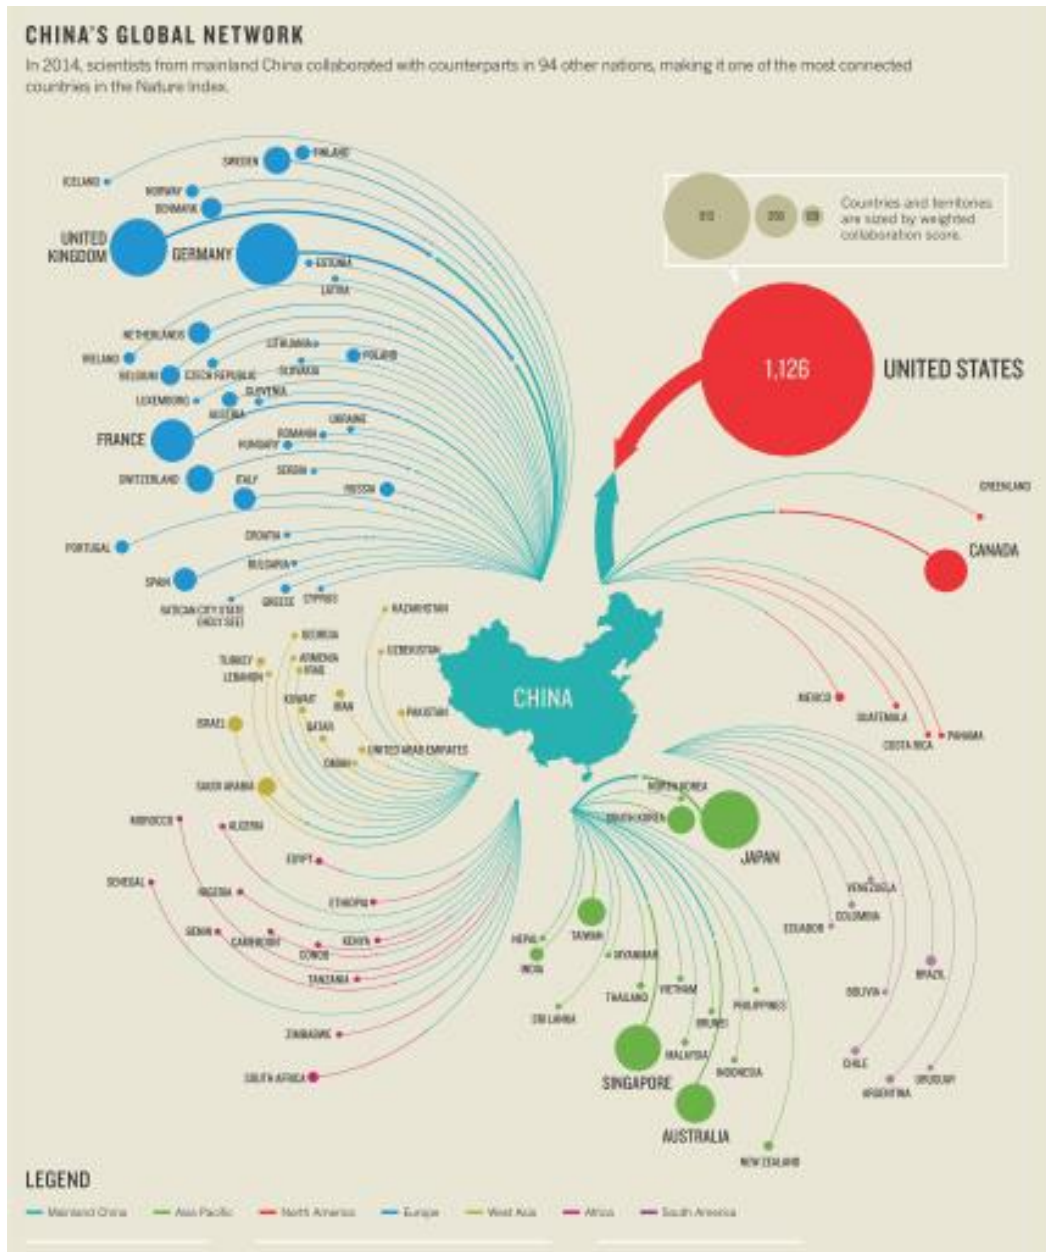 CHINA'S GLOBAL NETWORK
In 2014, scientists from mainland China collaborated with counterparts in 94 other nations, making it one of the most connected
countries in the Nature Index.
SWEDEN
FINLAND
ICELAND
NORWAY
DENMARK
UNITED
KINGDOM
GERMANY
ESTONIA
LATVIA
Countries and territories
are sized by weighted
collaboration score.
1,126
UNITED STATES
NETHERLANDS
IRELAND
BELGIUM
CZECH REPUBLIC
LITHUANIA
SLOVAKIA
POLAND
LUXEMBURG
AUSTRIA
SLOVENIA
FRANCE
UKRAINE
ROMANIA
HUNGARY
SWITZERLAND
ITALY
SERBIA
RUSSIA
PORTUGAL
CROATIA
BULGARIA
SPAIN
GREECE
CYPRUS
VATICAN CITY STATE
(HOLY SEE)
GREENLAND
CANADA
MEXICO
GUATEMALA
COSTA RICA
PANAMA
KAZAKHSTAN
GEORGIA
UZBEKISTAN
TURKEY
ARMENIA
LEBANON
IRAQ
KUWAIT
IRAN
PAKISTAN
ISRAEL
QATAR
UNITED ARAB EMIRATES
OMAN
SAUDI ARABIA
CHINA
MOROCCO
ALGERIA
EGYPT
SENEGAL
NIGERIA
ETHIOPIA
BENIN
CAMEROON
CONGO
KENYA
TANZANIA
ZIMBABWE
SOUTH AFRICA
NORTH KOREA
SOUTH KOREA
JAPAN
TAIWAN
NEPAL
INDIA
MYANMAR
SRI LANKA
THAILAND
VIETNAM
BRUNEI
PHILIPPINES
MALAYSIA
INDONESIA
SINGAPORE
AUSTRALIA
NEW ZEALAND
VENEZUELA
COLOMBIA
ECUADOR
BRAZIL
BOLIVIA
CHILE
ARGENTINA
URUGUAY
LEGEND
Mainland China Asia Pacific North America Europe West Asia Africa South America